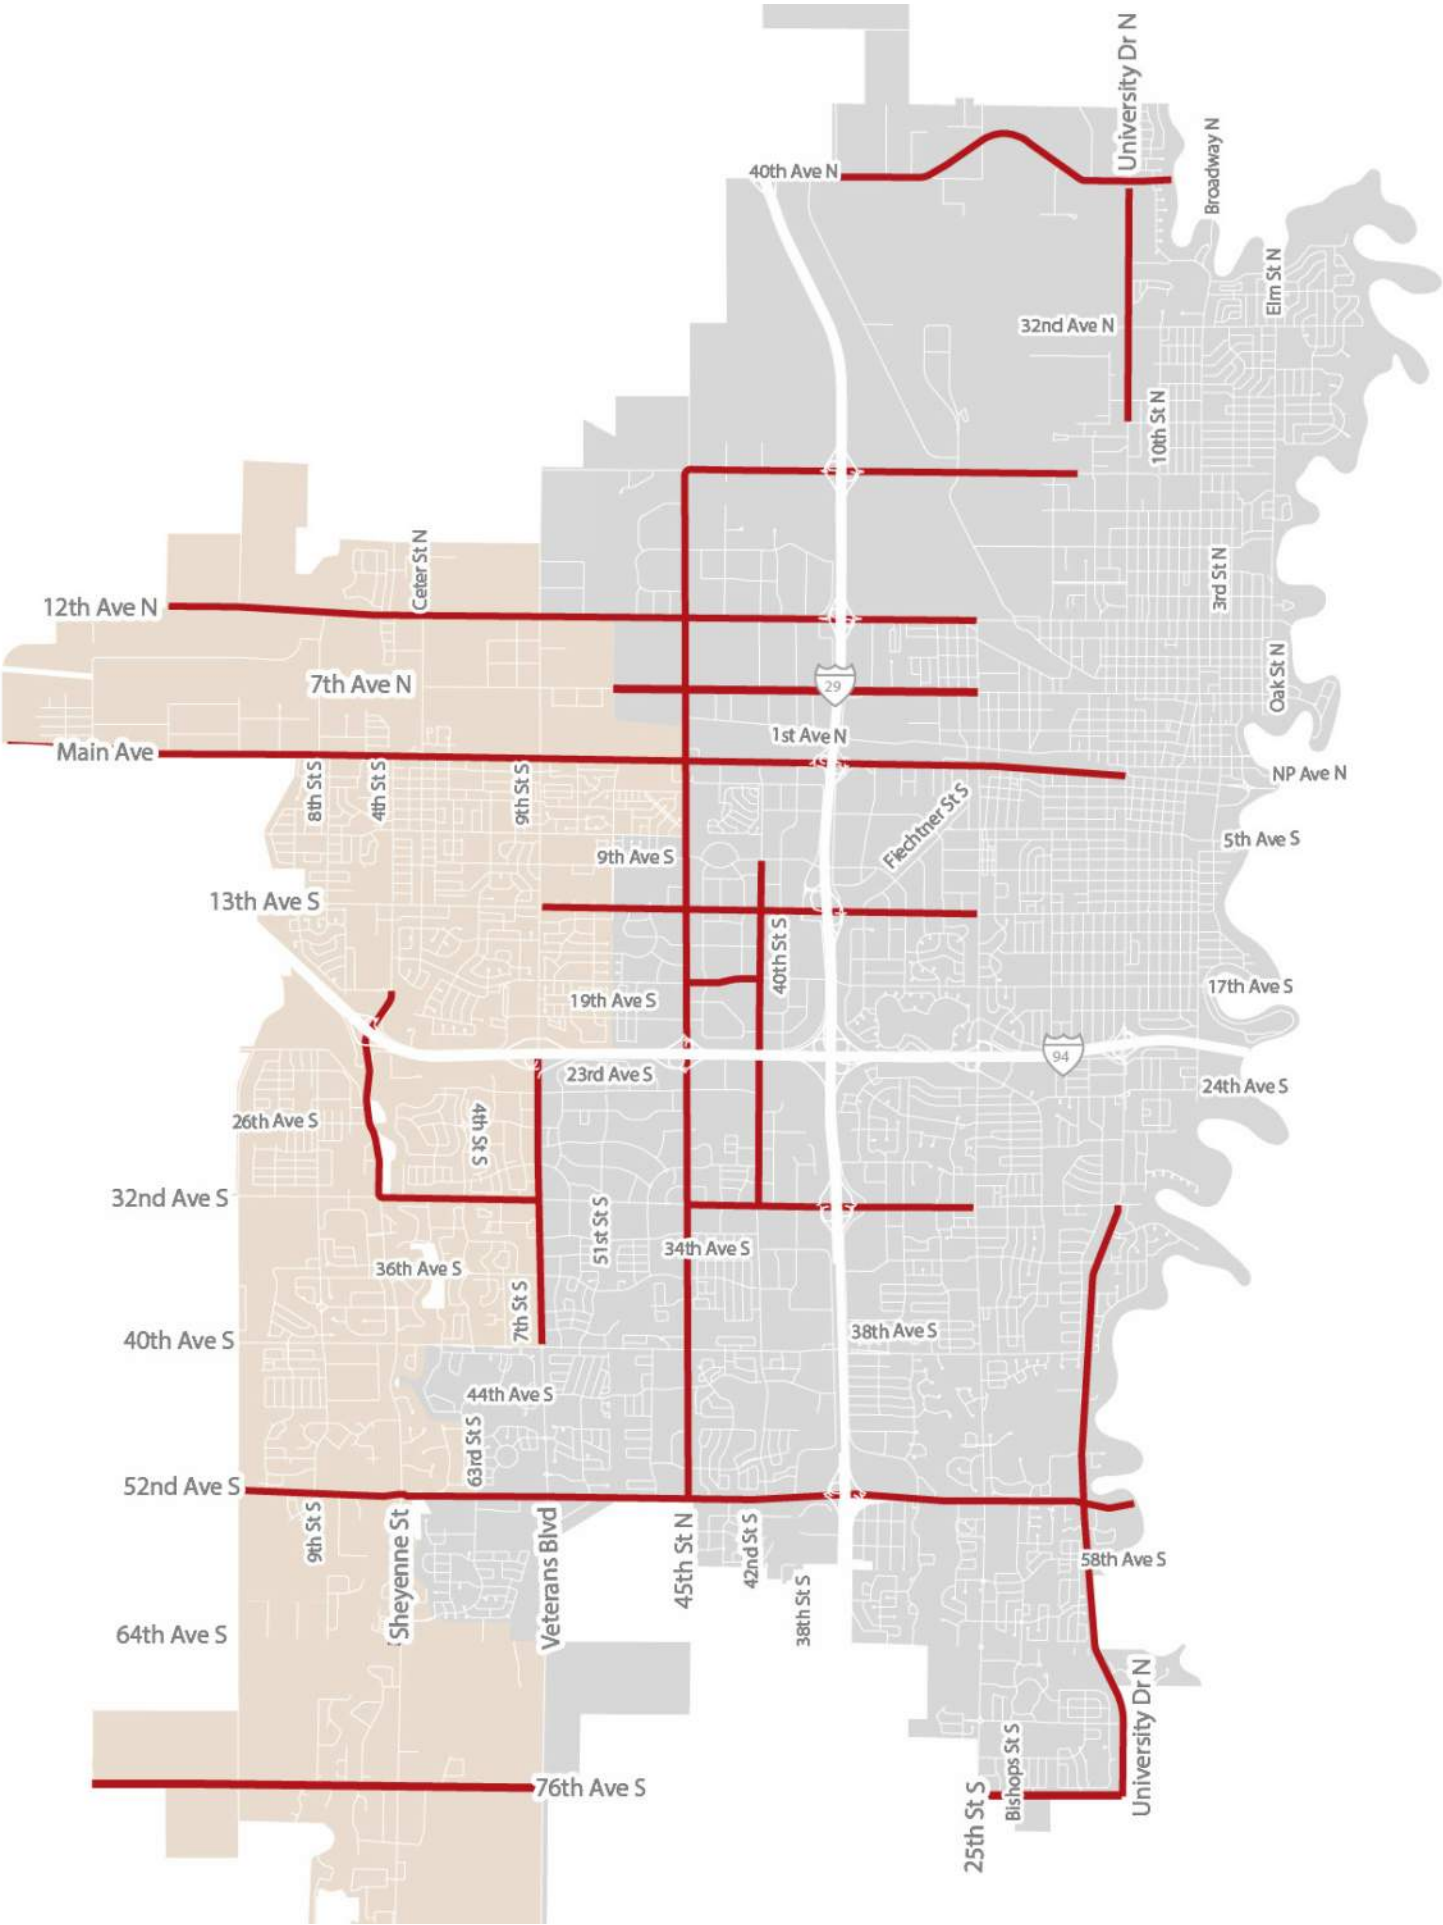 University Dr N
Broadway N
40th Ave N
Elm St N
32nd Ave N
10th St N
Ceter St N
3rd St N
12th Ave N
7th Ave N
29
Oak St N
1st Ave N
Main Ave
NP Ave N
8th St S
4th St S
9th St S
Fiechtner St S
5th Ave S
9th Ave S
13th Ave S
40th St S
17th Ave S
19th Ave S
94
23rd Ave S
24th Ave S
26th Ave S
4th St S
32nd Ave S
51st St S
34th Ave S
36th Ave S
7th St S
38th Ave S
40th Ave S
44th Ave S
63rd St S
52nd Ave S
9th St S
Sheyenne St
Veterans Blvd
45th St N
42nd St S
58th Ave S
38th St S
64th Ave S
University Dr N
Bishops St S
76th Ave S
25th St S